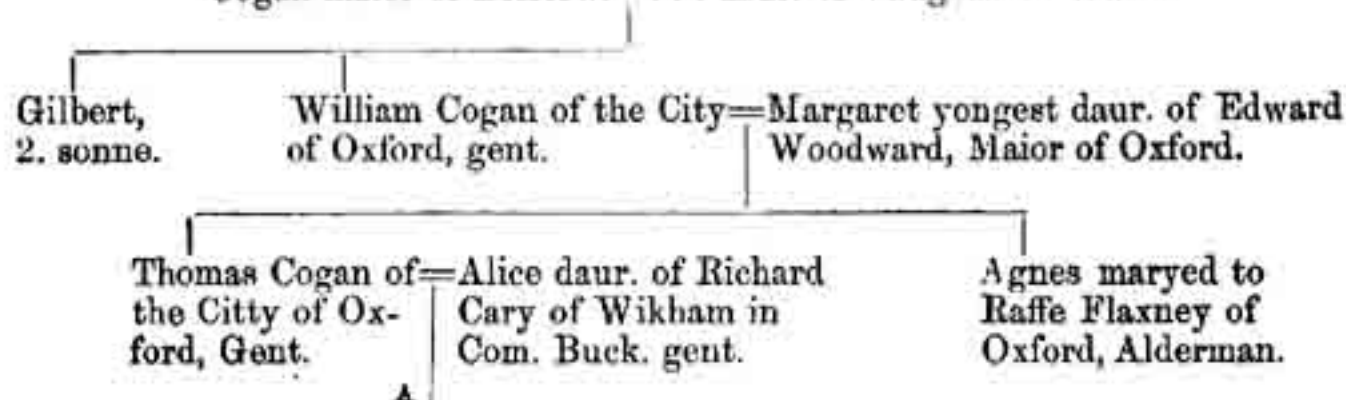 Gilbert,
2. sonne.
William Cogan of the City=Margaret yongest daur. of Edward
of Oxford, gent.
Woodward, Maior of Oxford.
Thomas Cogan of=Alice daur. of Richard
the Citty of Ox-
ford, Gent.
Cary of Wikham in
Com. Buck. gent.
Agnes maryed to
Raffe Flaxney of
Oxford, Alderman.
A